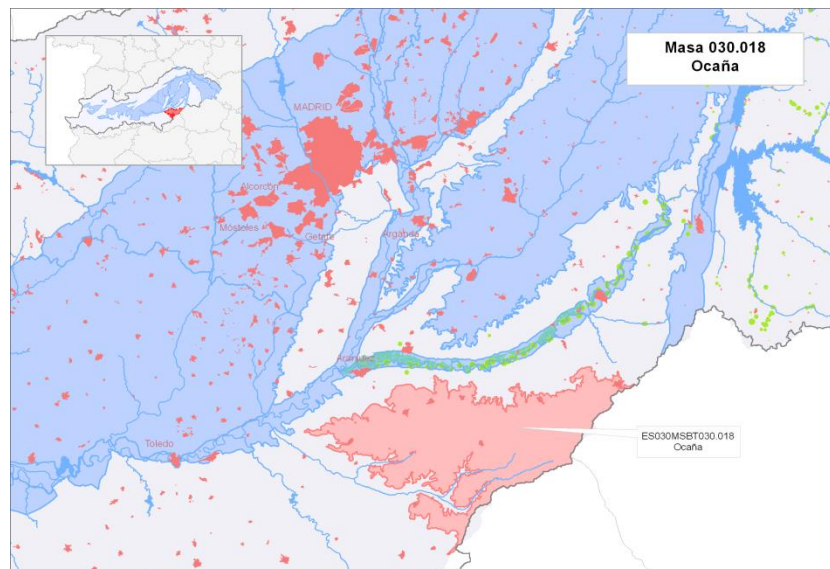 Masa 030.018
Ocaña
MADRID
Alcorcón
Móstoles
Getafe
Arganda
Aranjuez
Toledo
ES030MSBT030.018
Ocaña